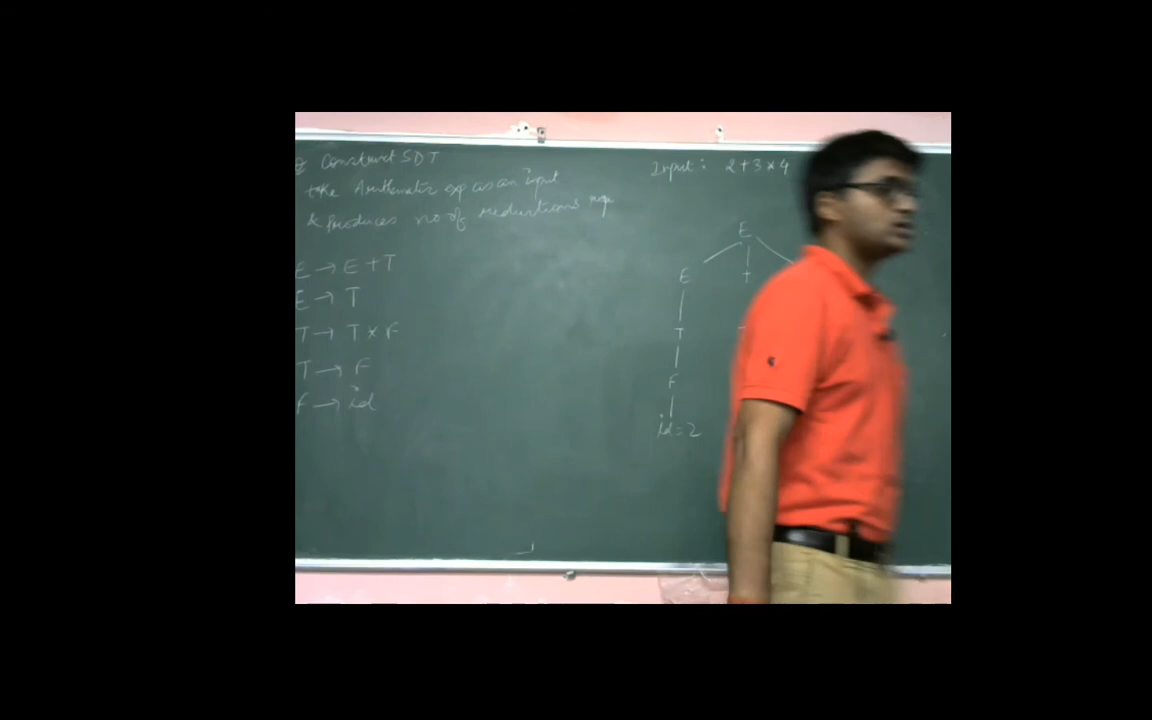 Q Construct SDT
take Arithmetic exp as an input
& produces no of reductions requ
E → E + T
E → T
T → T * F
T → F
F → id
Input : 2 + 3 * 4
E
E +
T T
F
id = 2